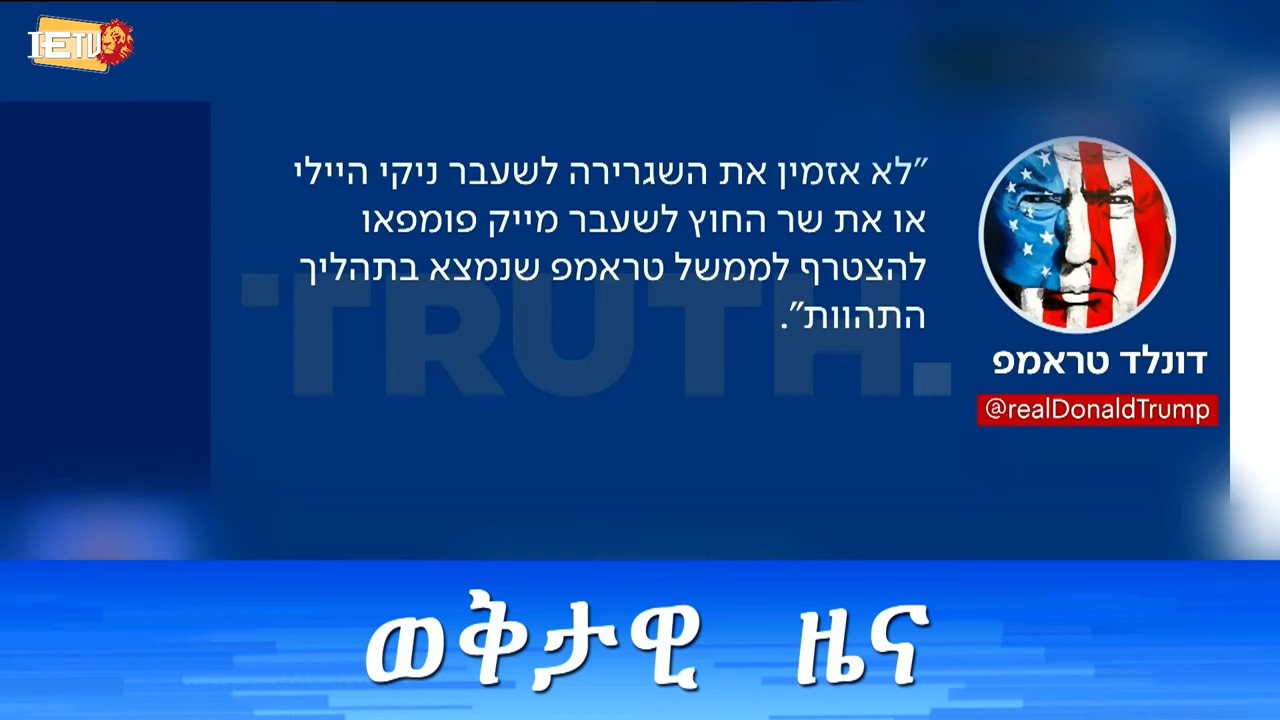 IETV
"לא אזמין את השגרירה לשעבר ניקי היילי
או את שר החוץ לשעבר מייק פומפאו
להצטרף לממשל טראמפ שנמצא בתהליך
התהוות".
TRUTH.
דונלד טראמפ
@realDonaldTrump
ወቅታዊ ዜና